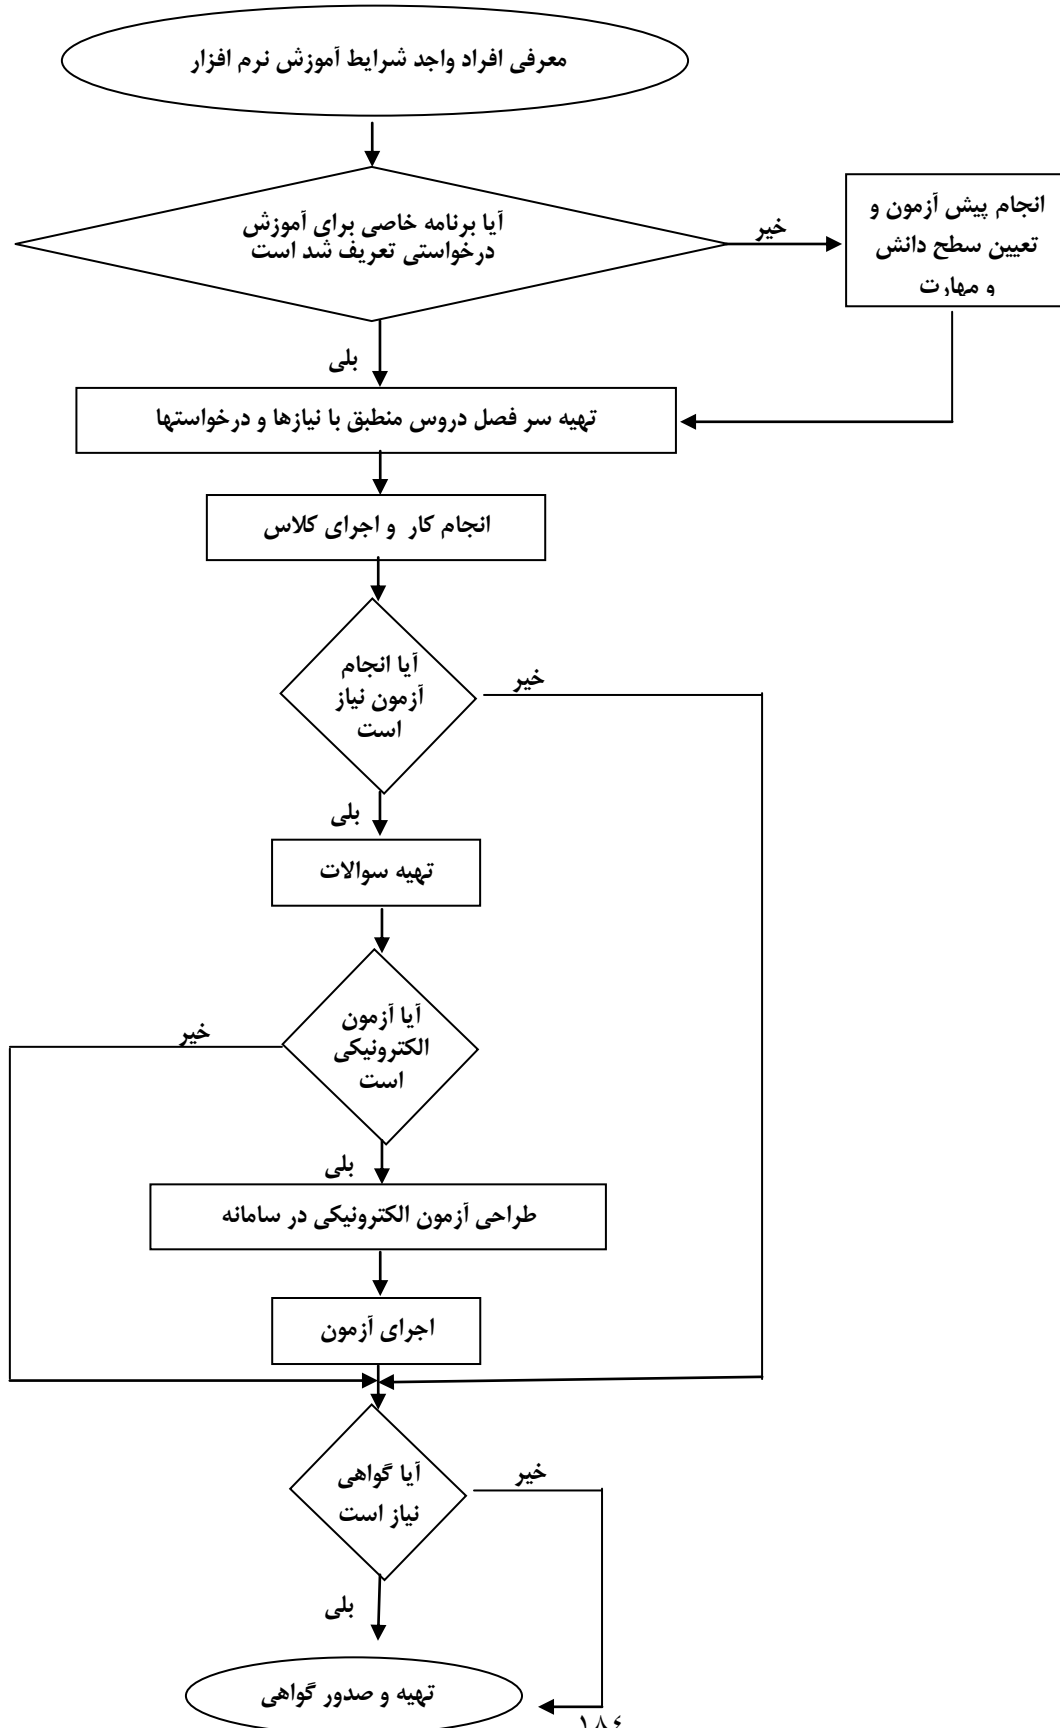 معرفی افراد واجد شرایط آموزش نرم افزار
آیا برنامه خاصی برای آموزش
درخواستی تعریف شد است
خیر
انجام پیش آزمون و
تعیین سطح دانش
و مهارت
بلی
تهیه سر فصل دروس منطبق با نیازها و درخواستها
انجام کار و اجرای کلاس
آیا انجام
آزمون نیاز
است
خیر
بلی
تهیه سوالات
آیا آزمون
الکترونیکی
است
خیر
بلی
طراحی آزمون الکترونیکی در سامانه
اجرای آزمون
آیا گواهی
نیاز است
خیر
بلی
تهیه و صدور گواهی
۱۸۶